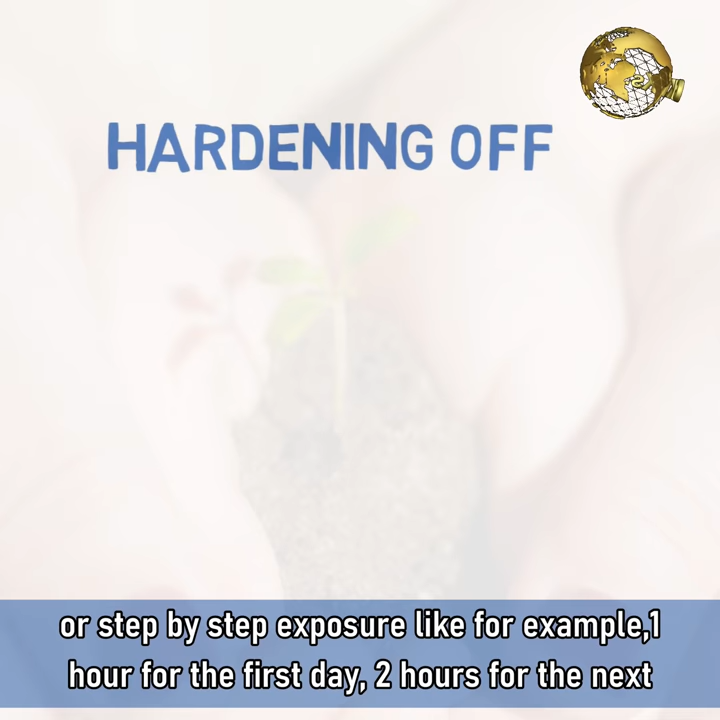 HARDENING OFF
or step by step exposure like for example,1
hour for the first day, 2 hours for the next